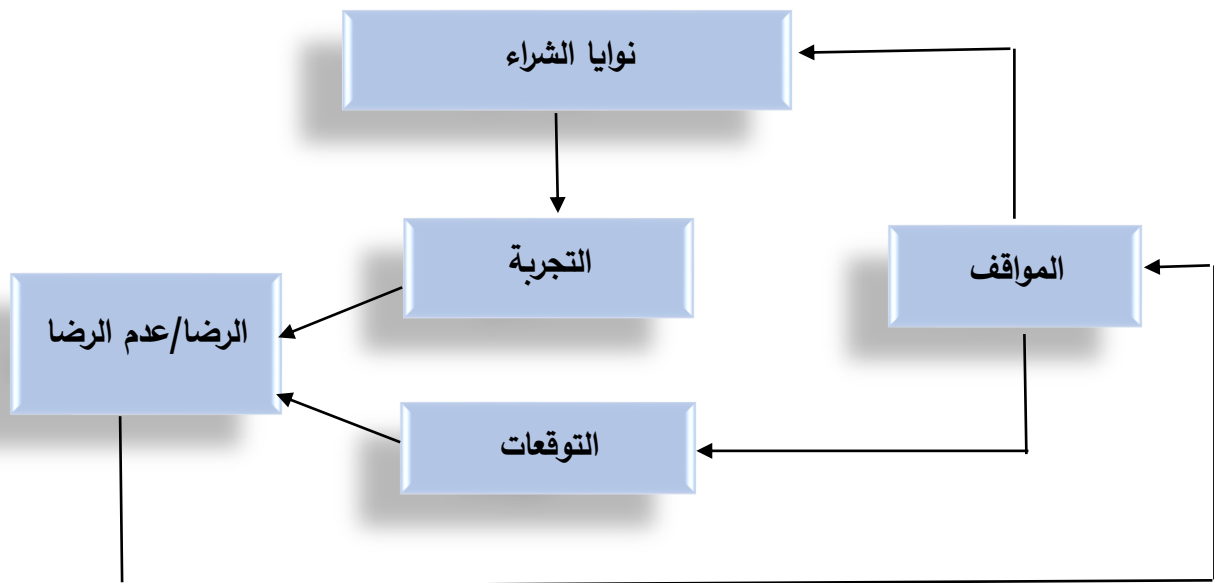 نوايا الشراء
التجربة
المواقف
الرضا/عدم الرضا
التوقعات